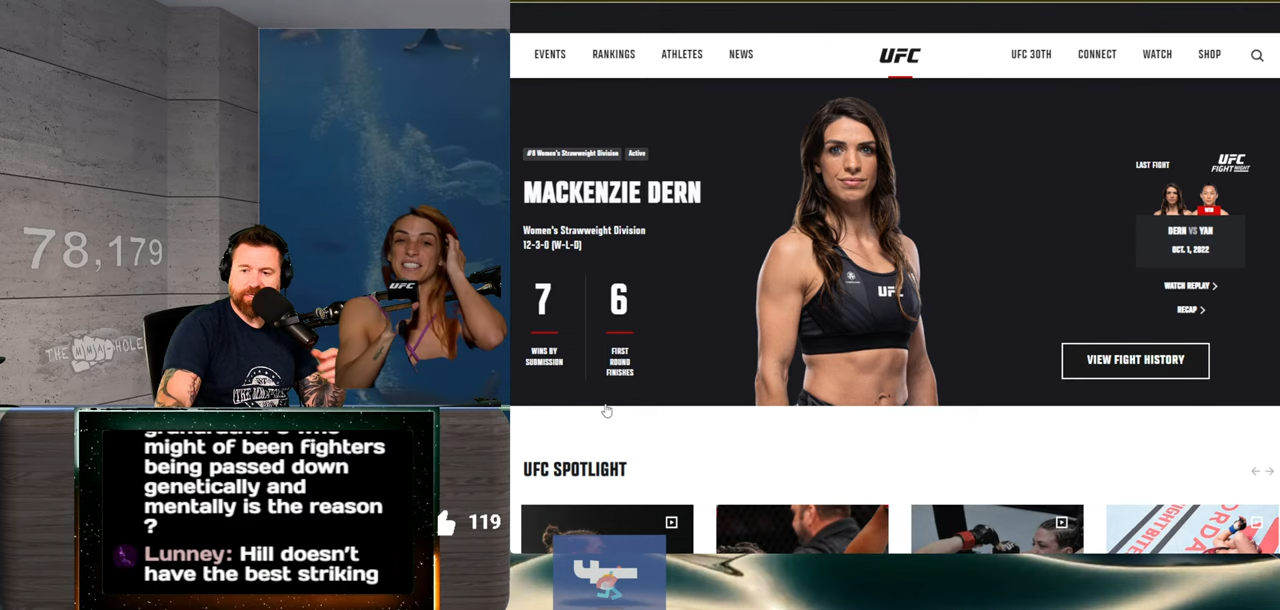 78,179
THE MMAHOLE
UFC
might of been fighters
being passed down
genetically and
mentally is the reason
?
Lunney: Hill doesn't
have the best striking
119
EVENTS
RANKINGS
ATHLETES
NEWS
UFC
UFC 30TH
CONNECT
WATCH
SHOP
#8 Women's Strawweight Division
Active
MACKENZIE DERN
Women's Strawweight Division
12-3-0 (W-L-D)
7
WINS BY
SUBMISSION
6
FIRST
ROUND
FINISHES
UFC
LAST FIGHT
UFC
FIGHT NIGHT
DERN VS YAN
OCT. 1, 2022
WATCH REPLAY
RECAP
VIEW FIGHT HISTORY
UFC SPOTLIGHT